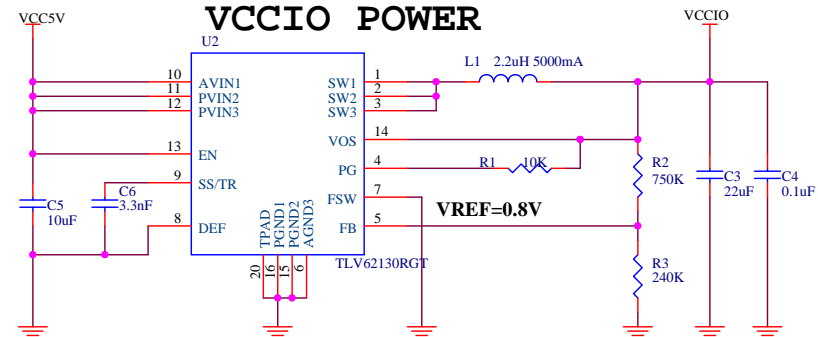 VCCIO POWER
VCC5V
VCCIO
U2
L1 2.2uH 5000mA
10 AVIN1 SW1 1
11 PVIN2 SW2 2
12 PVIN3 SW3 3
VOS 14
13 EN
PG 4 R1 10K R2 750K
9 SS/TR
C6 3.3nF
C5 10uF
FSW 7
C3 22uF
C4 0.1uF
8 DEF FB 5
VREF=0.8V
TPAD PGND1 PGND2 AGND3
20 16 15 6
TLV62130RGT
R3 240K